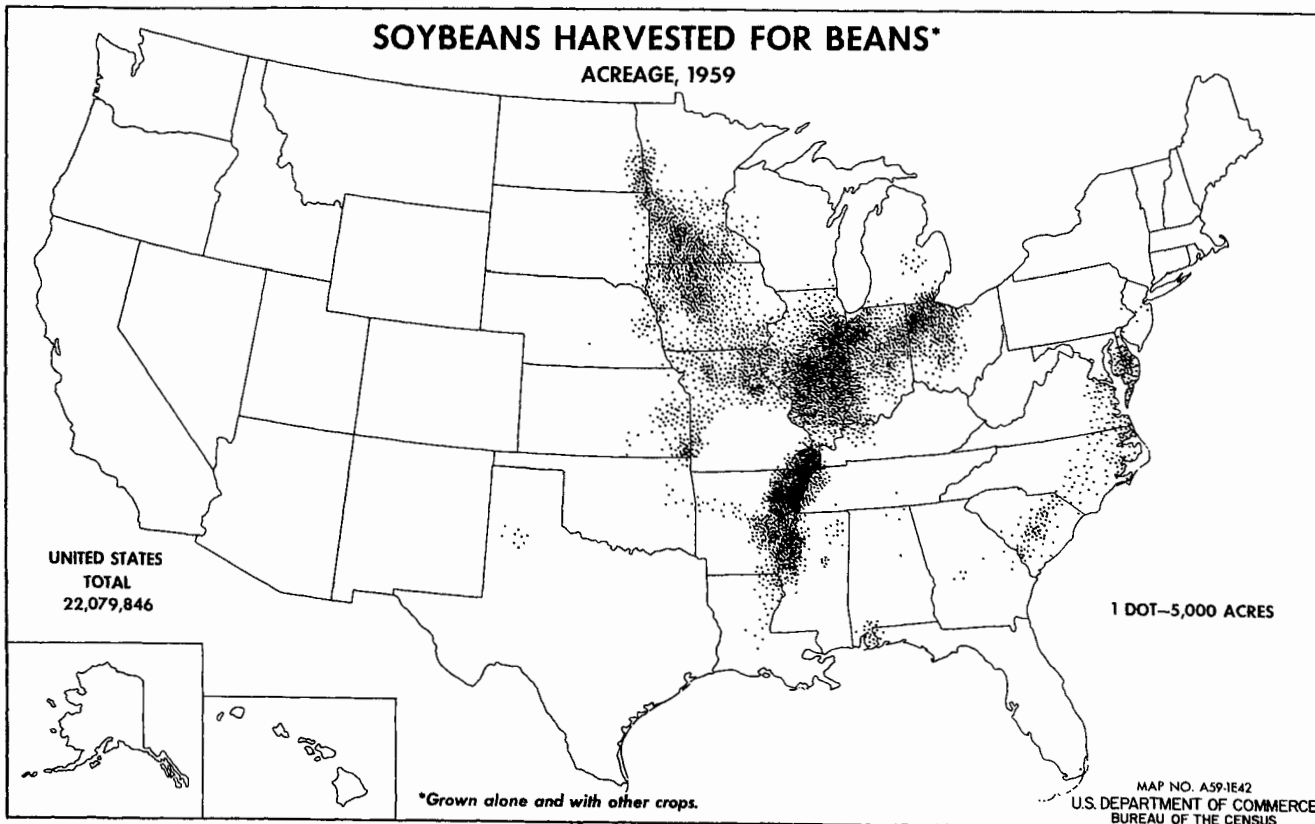 SOYBEANS HARVESTED FOR BEANS*
ACREAGE, 1959
UNITED STATES
TOTAL
22,079,846
1 DOT—5,000 ACRES
*Grown alone and with other crops.
MAP NO. A59-1E42
U.S. DEPARTMENT OF COMMERCE
BUREAU OF THE CENSUS